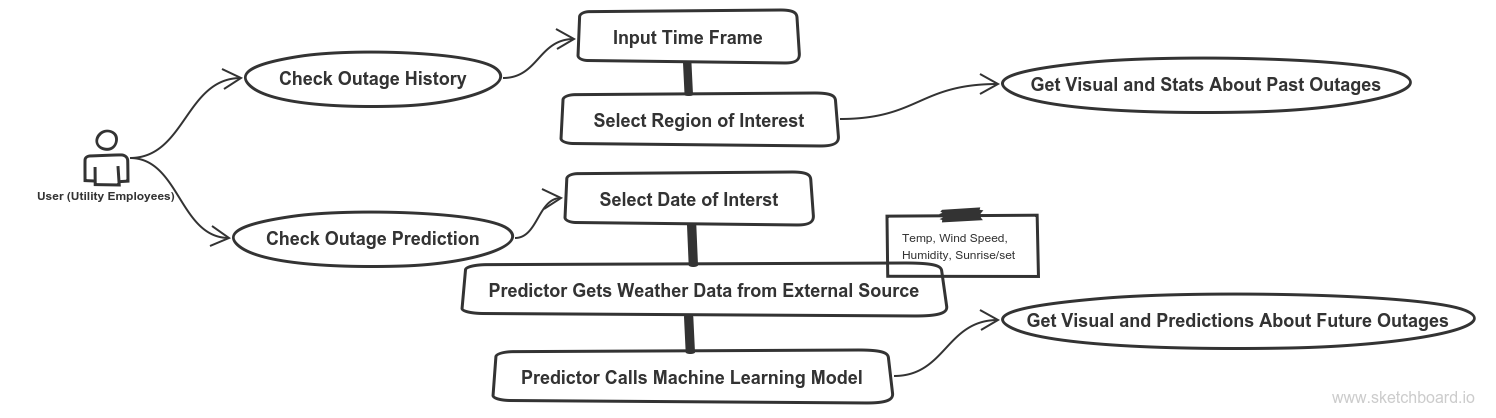 Input Time Frame
Check Outage History
Get Visual and Stats About Past Outages
Select Region of Interest
User (Utility Employees)
Select Date of Interst
Check Outage Prediction
Temp, Wind Speed,
Humidity, Sunrise/set
Predictor Gets Weather Data from External Source
Get Visual and Predictions About Future Outages
Predictor Calls Machine Learning Model
www.sketchboard.io